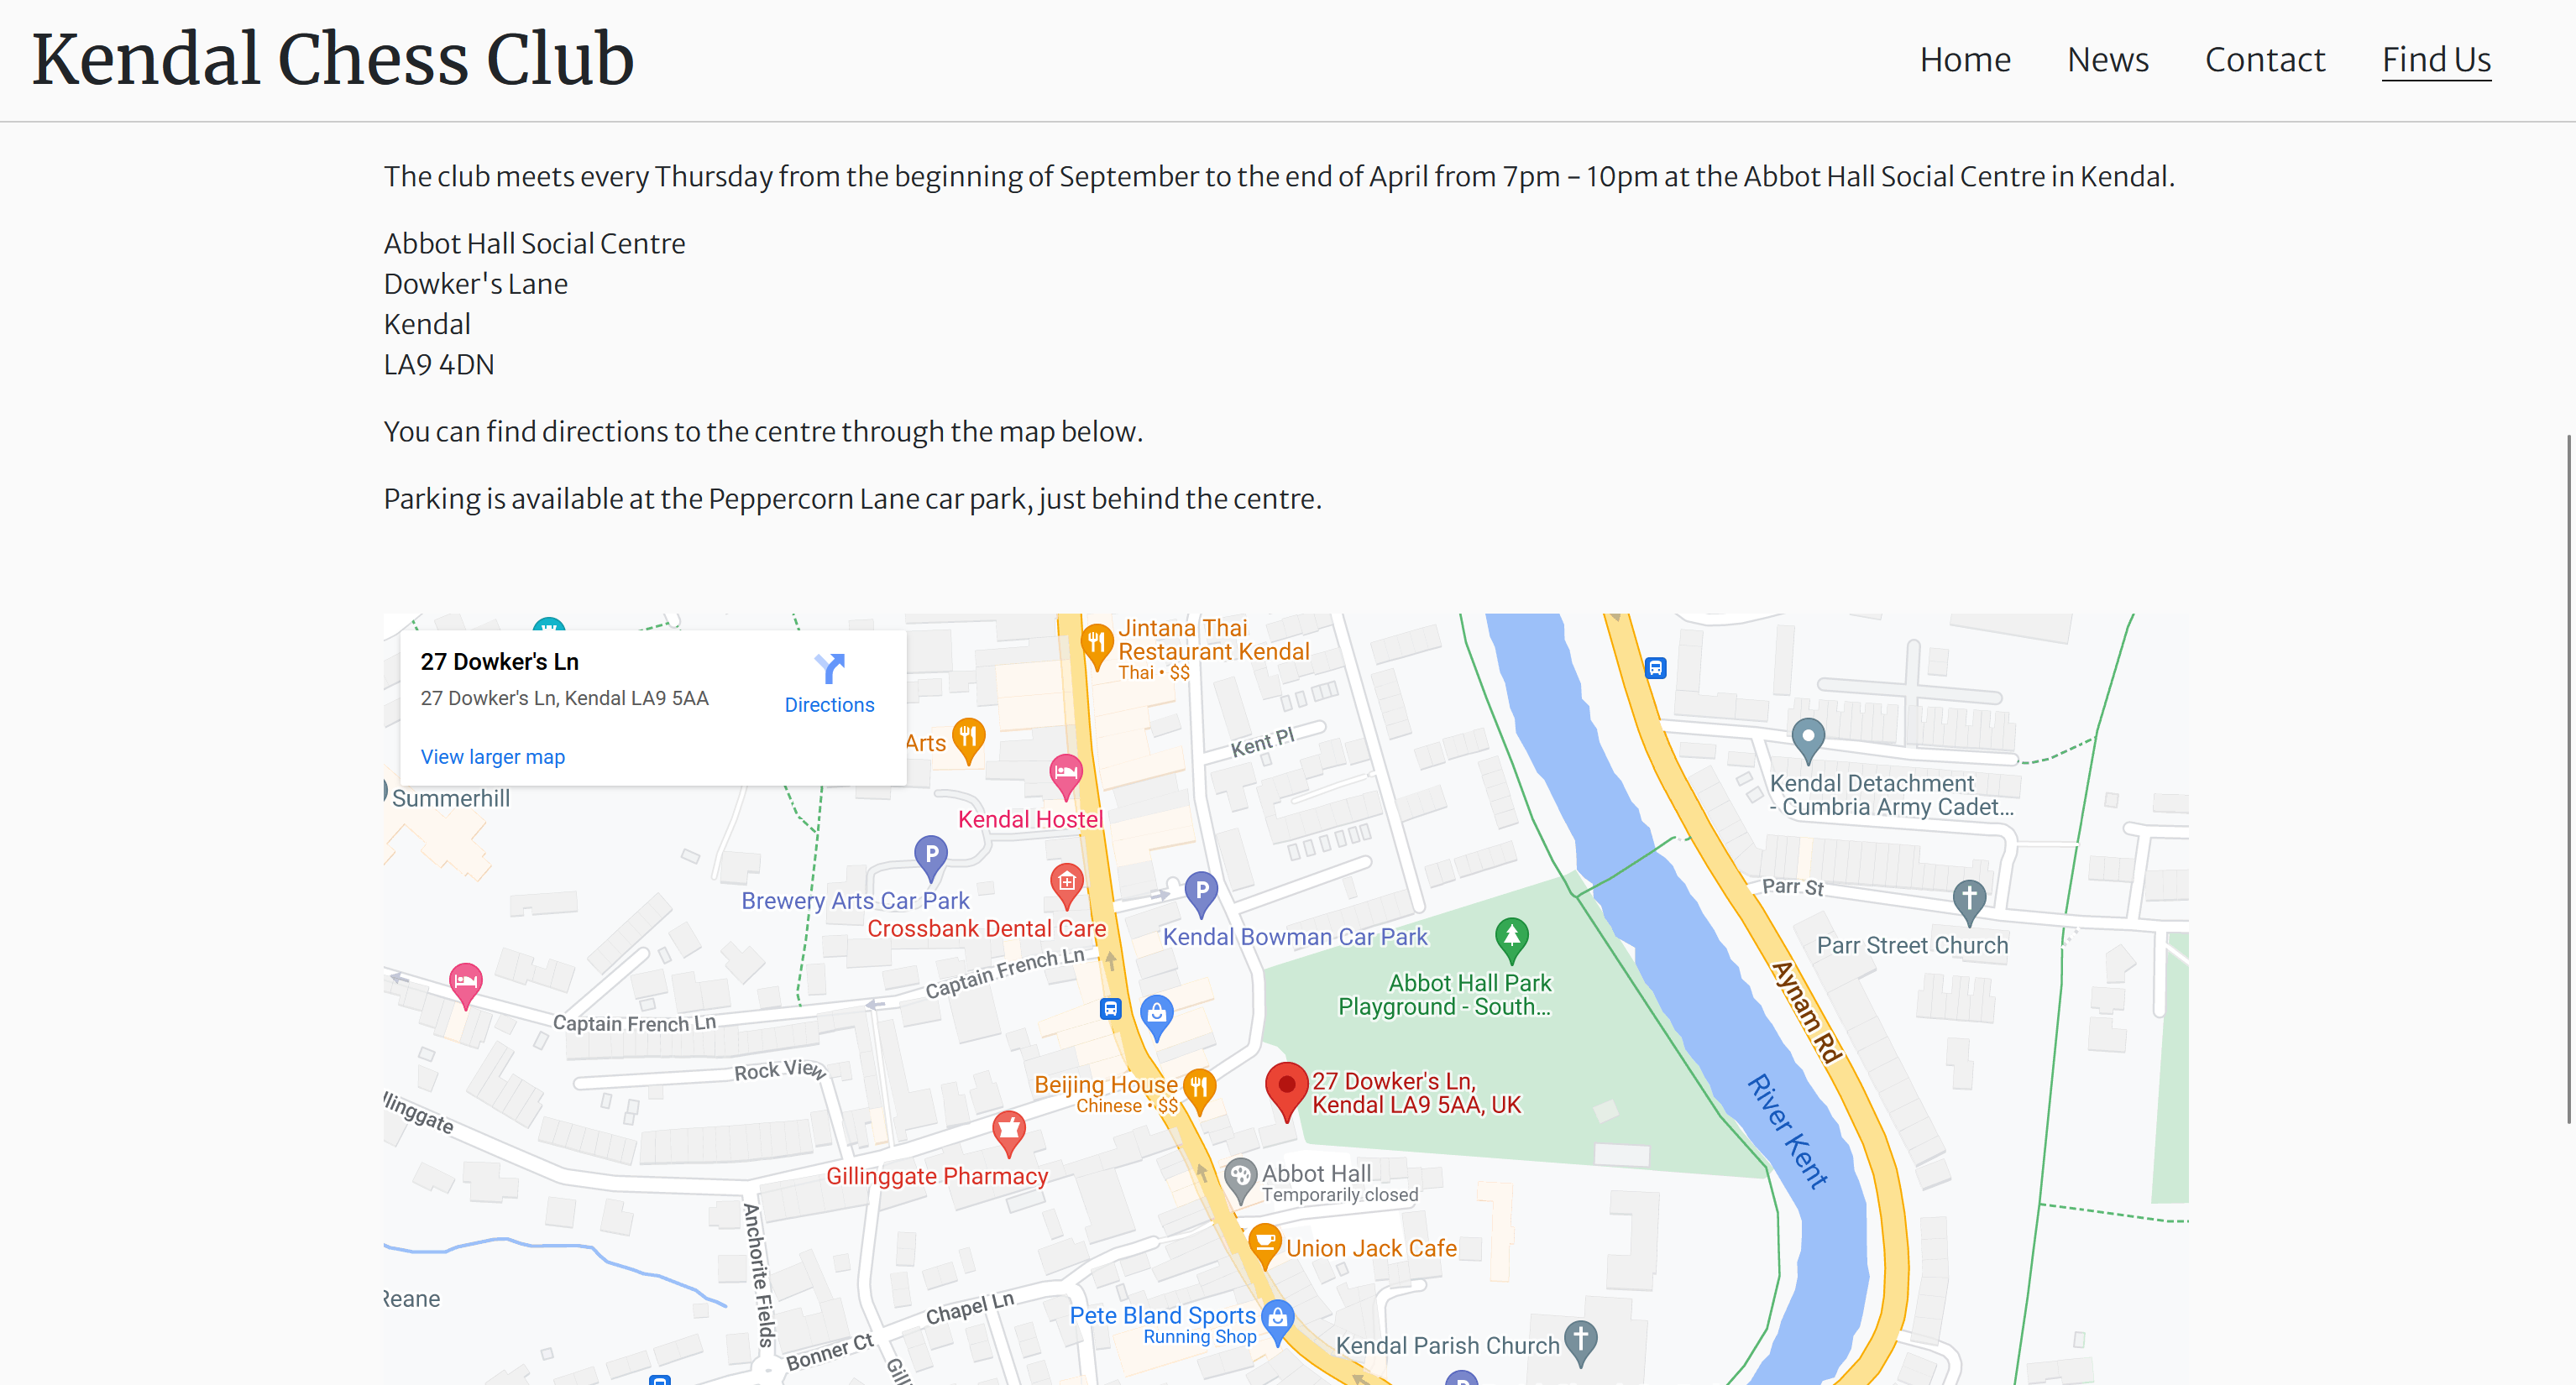 Kendal Chess Club
Home News Contact Find Us
The club meets every Thursday from the beginning of September to the end of April from 7pm – 10pm at the Abbot Hall Social Centre in Kendal.
Abbot Hall Social Centre
Dowker's Lane
Kendal
LA9 4DN
You can find directions to the centre through the map below.
Parking is available at the Peppercorn Lane car park, just behind the centre.
27 Dowker's Ln
27 Dowker's Ln, Kendal LA9 5AA
Directions
View larger map
Jintana Thai
Restaurant Kendal
Thai • $$
Arts
Kent Pl
Summerhill
Kendal Hostel
Kendal Detachment
- Cumbria Army Cadet...
P
Brewery Arts Car Park
Crossbank Dental Care
P
Kendal Bowman Car Park
Parr St
Parr Street Church
Captain French Ln
Abbot Hall Park
Playground - South...
Aynam Rd
Captain French Ln
Rock View
Beijing House
Chinese • $$
27 Dowker's Ln,
Kendal LA9 5AA, UK
River Kent
llinggate
Gillinggate Pharmacy
Abbot Hall
Temporarily closed
Anchorite Fields
Union Jack Cafe
Reane
Chapel Ln
Pete Bland Sports
Running Shop
Kendal Parish Church
Bonner Ct
Gill
P